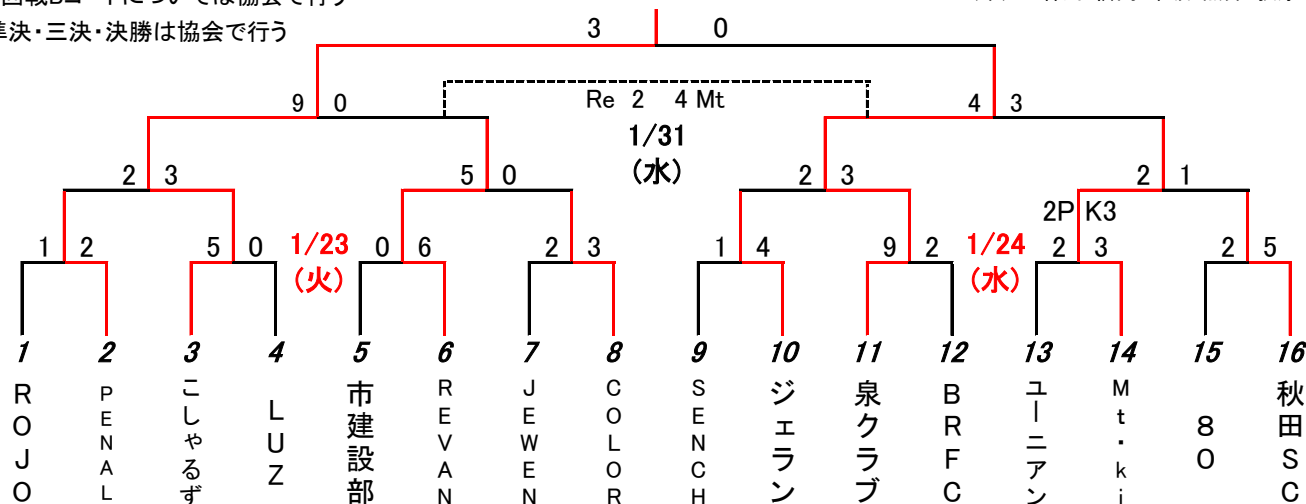 準決・三決・決勝は協会で行う
3 0
9 0
Re 2 4 Mt
4 3
1/31
(水)
2 3
5 0
2 3
2 1
2P K3
1 2
5 0
1/23
(火)
0 6
2 3
1 4
9 2
1/24
(水)
2 3
2 5
1 2 3 4 5 6 7 8 9 10 11 12 13 14 15 16
ROJO
PENAL
こしゃるず
LUZ
市建設部
REVAN
JEWEN
COLOR
SENCH
ジェラン
泉クラブ
BRFC
ユーニアン
Mt・ki
80
秋田SC